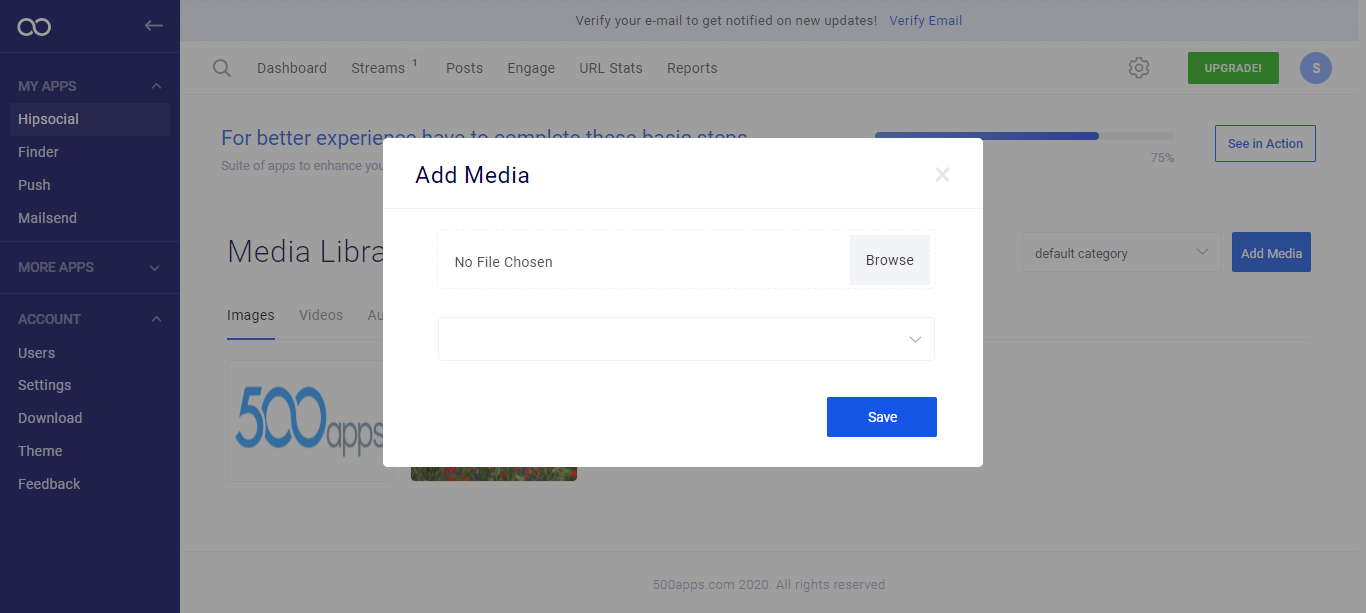 Verify your e-mail to get notified on new updates! Verify Email
Dashboard Streams 1 Posts Engage URL Stats Reports
UPGRADE! S
MY APPS
Hipsocial
Finder
Push
Mailsend
MORE APPS
ACCOUNT
Users
Settings
Download
Theme
Feedback
For better experience have to complete these basic steps
Suite of apps to enhance you
75%
See in Action
Media Libra
default category
Add Media
Images Videos Au
500apps
Add Media
No File Chosen
Browse
Save
500apps.com 2020. All rights reserved